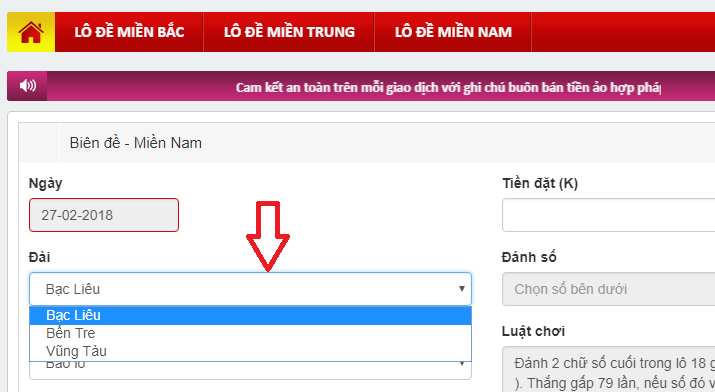 LÔ ĐỀ MIỀN BẮC LÔ ĐỀ MIỀN TRUNG LÔ ĐỀ MIỀN NAM
Cam kết an toàn trên mỗi giao dịch với ghi chú buôn bán tiền ảo hợp pháp
Biên đề - Miền Nam
Ngày
Tiền đặt (K)
27-02-2018
Đài
Đánh số
Bạc Liêu
Chọn số bên dưới
Bạc Liêu
Bến Tre
Vũng Tàu
Luật chơi
Bao lô
Đánh 2 chữ số cuối trong lô 18 g
). Thắng gấp 79 lần, nếu số đó v